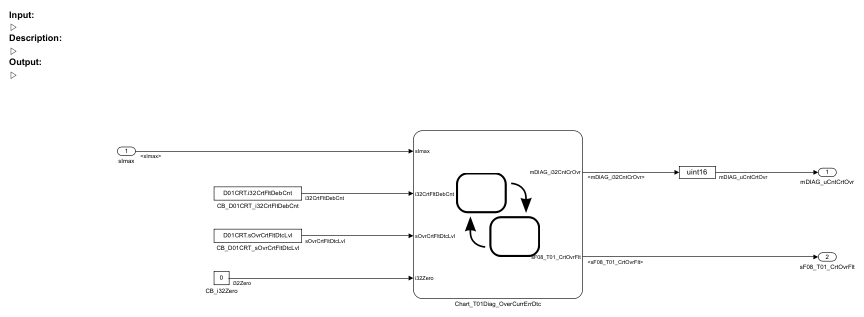 Input:
Description:
Output:
1
sImax
<sImax>
D01CRT.i32CrtFltDebCnt
i32CrtFltDebCnt
CB_D01CRT_i32CrtFltDebCnt
D01CRT.sOvrCrtFltDtcLvl
sOvrCrtFltDtcLvl
CB_D01CRT_sOvrCrtFltDtcLvl
0
D2Zero
CB_i32Zero
sImax
i32CrtFltDebCnt
sOvrCrtFltDtcLvl
i32Zero
mDIAG_i32CntCrOvr
sF08_T01_CrtOvrFlt
Chart_T01Diag_OverCurrErrDtc
<mDIAG_i32CntCrOvr>
uint16
mDIAG_uCntCrtOvr
1
mDIAG_uCntCrtOvr
<sF08_T01_CrtOvrFlt>
2
sF08_T01_CrtOvrFlt